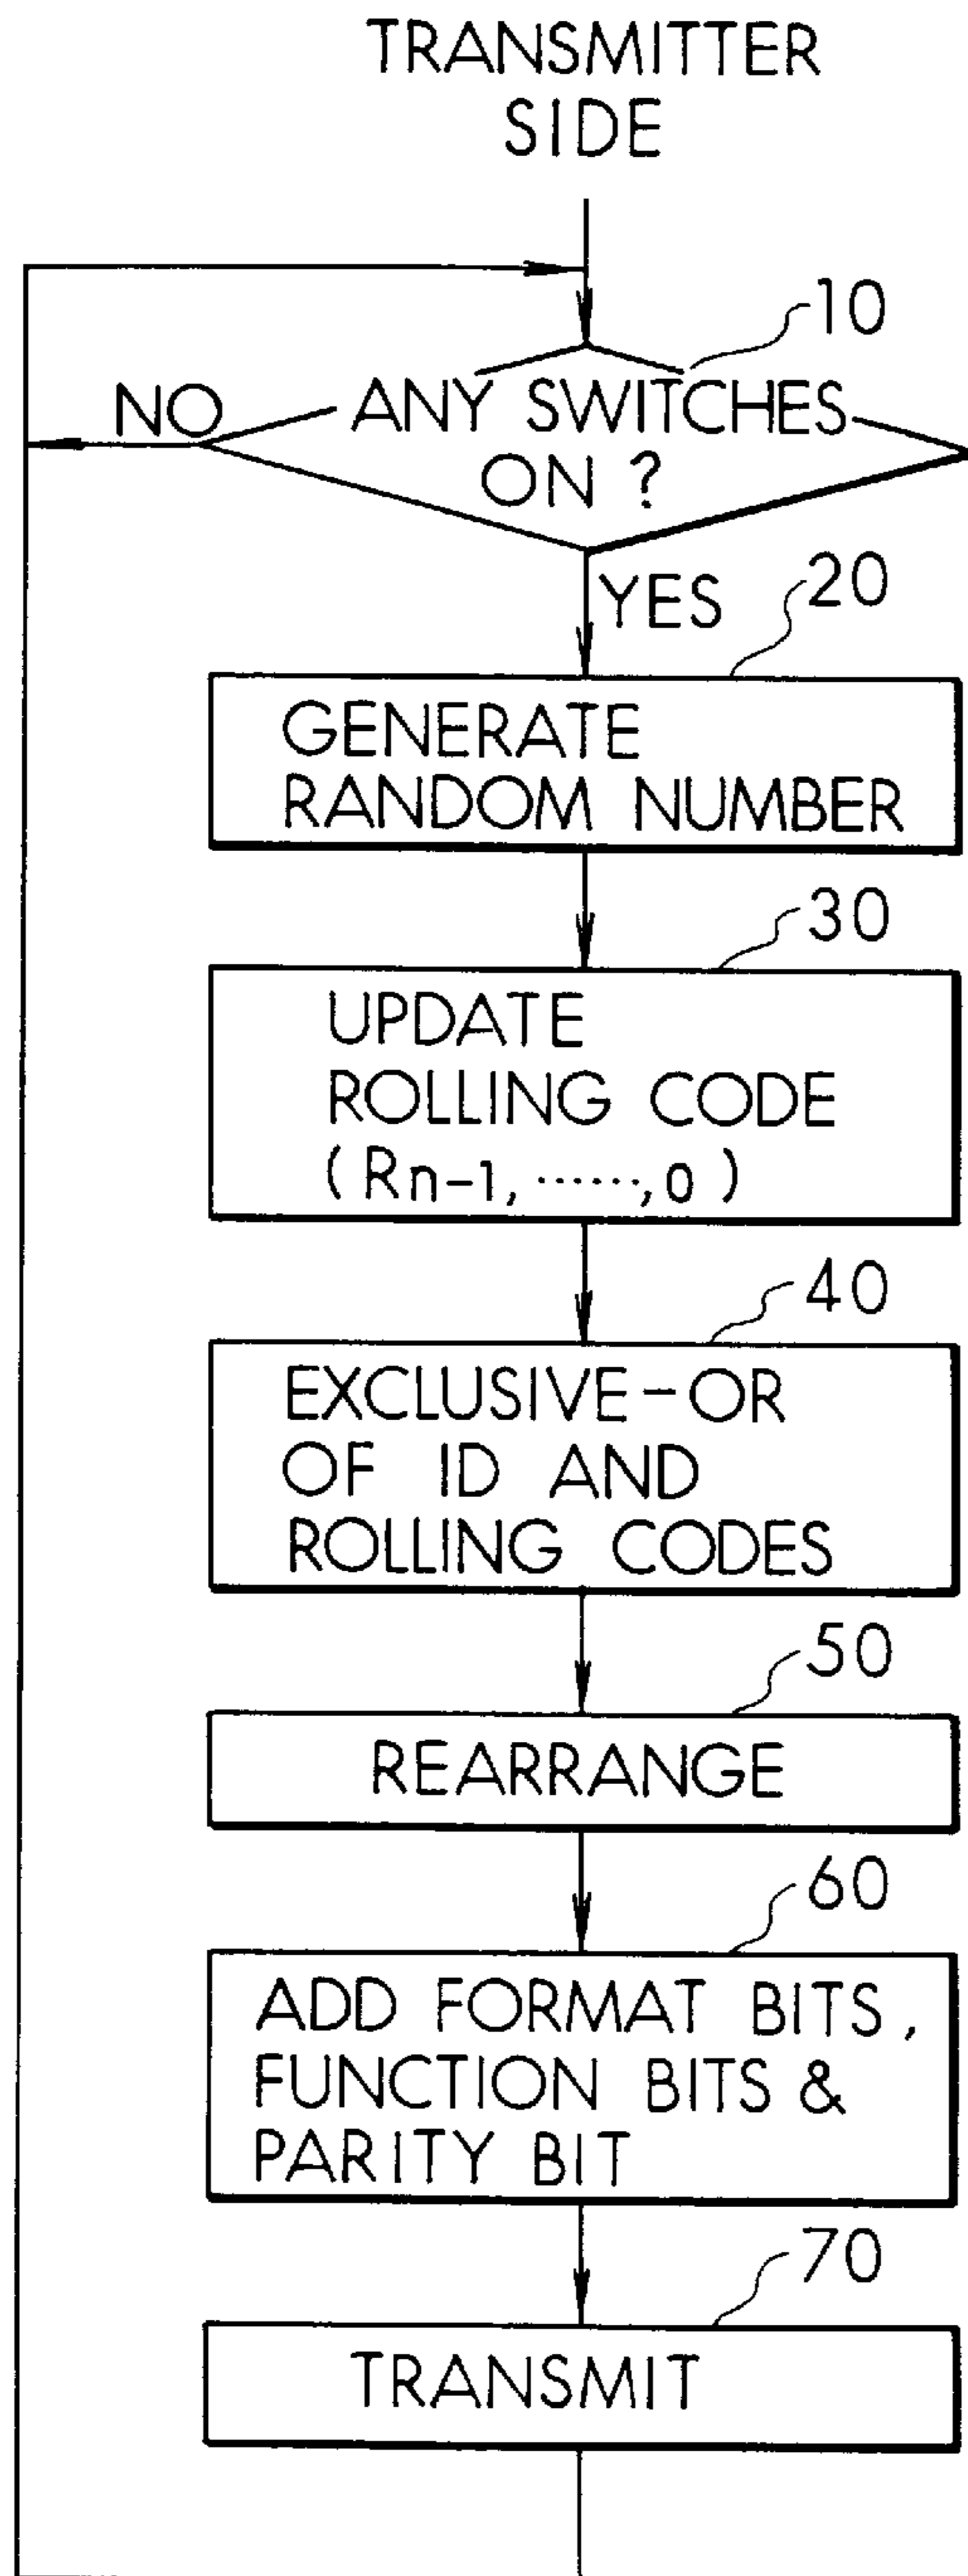 TRANSMITTER
SIDE
10
NO
ANY SWITCHES
ON ?
YES
20
GENERATE
RANDOM NUMBER
30
UPDATE
ROLLING CODE
( Rn-1, ······, 0 )
40
EXCLUSIVE-OR
OF ID AND
ROLLING CODES
50
REARRANGE
60
ADD FORMAT BITS,
FUNCTION BITS &
PARITY BIT
70
TRANSMIT